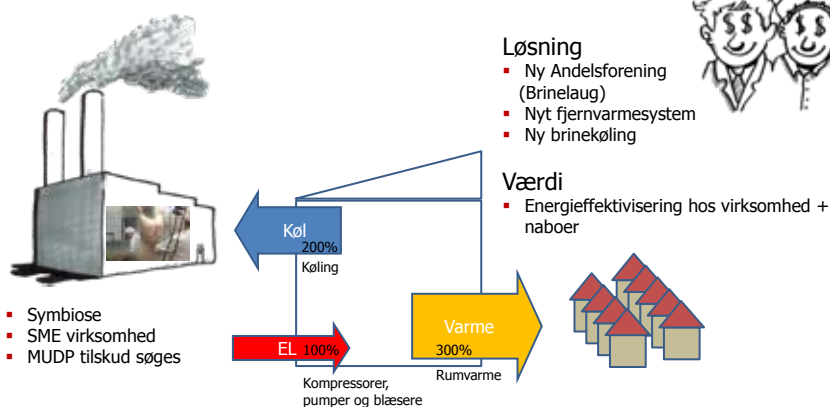 Løsning
Ny Andelsforening
(Brinelaug)
Nyt fjernvarmesystem
Ny brinekøling
Værdi
Energieffektivisering hos virksomhed +
naboer
Køl
200%
Køling
Symbiose
SME virksomhed
MUDP tilskud søges
EL 100%
Kompressorer,
pumper og blæsere
Varme
300%
Rumvarme